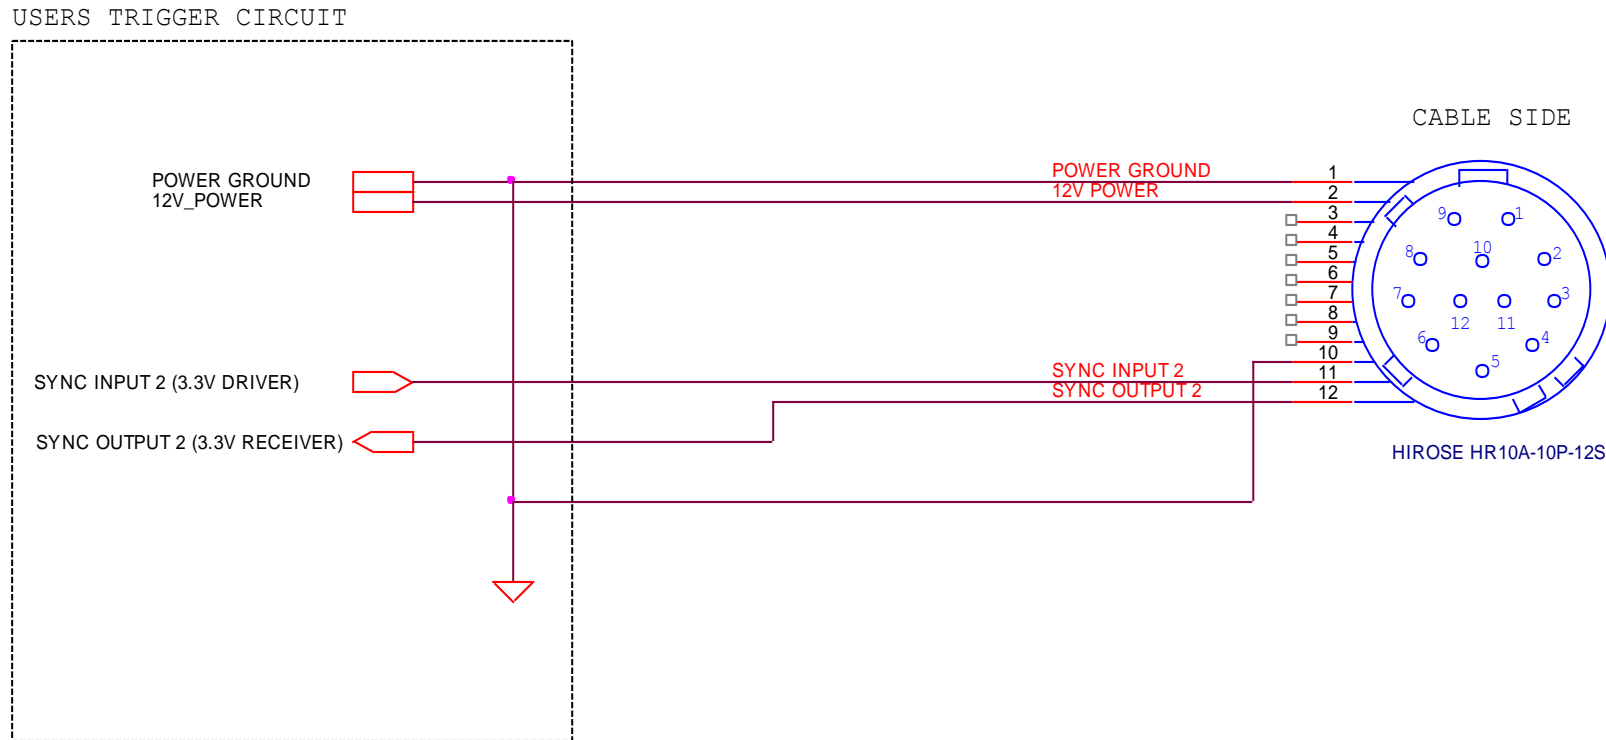 USERS TRIGGER CIRCUIT
CABLE SIDE
POWER GROUND
12V_POWER
POWER GROUND
12V POWER
1
2
3
4
5
6
7
8
9
10
11
12
9
1
8
10
2
7
12
11
3
6
5
4
SYNC INPUT 2 (3.3V DRIVER)
SYNC INPUT 2
SYNC OUTPUT 2
SYNC OUTPUT 2 (3.3V RECEIVER)
HIROSE HR10A-10P-12S